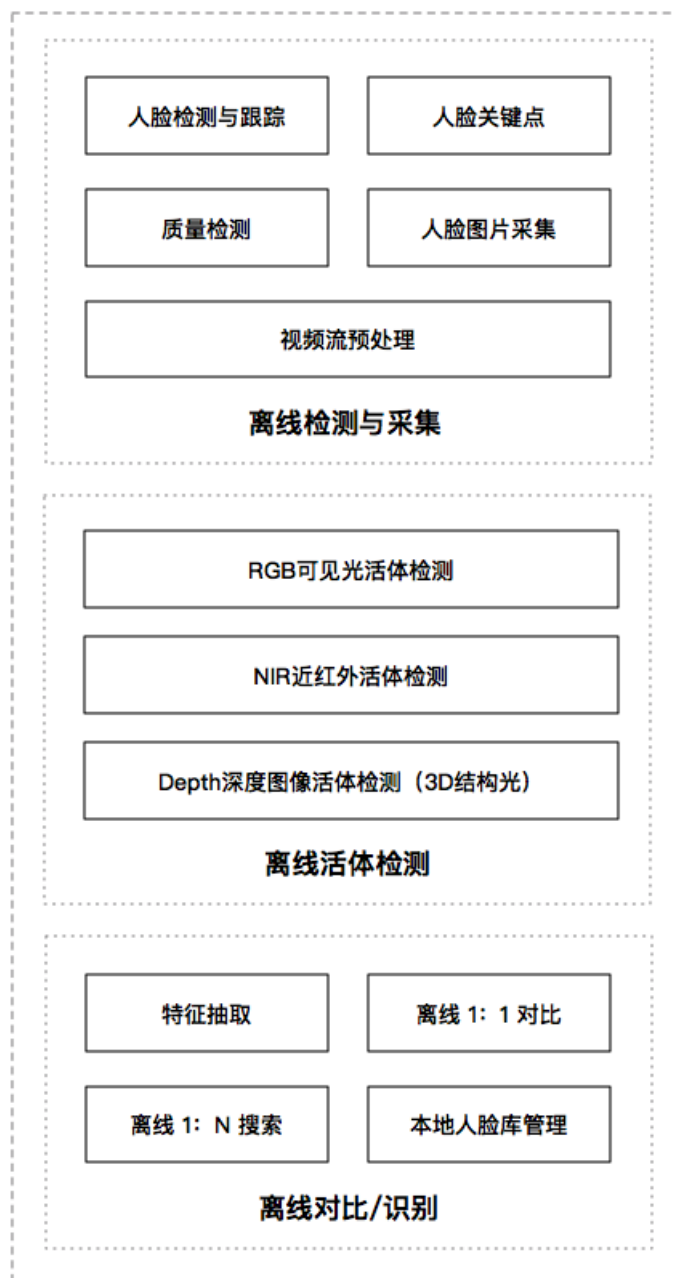 人脸检测与跟踪
人脸关键点
质量检测
人脸图片采集
视频流预处理
离线检测与采集
RGB可见光活体检测
NIR近红外活体检测
Depth深度图像活体检测（3D结构光）
离线活体检测
特征抽取
离线 1：1 对比
离线 1：N 搜索
本地人脸库管理
离线对比/识别